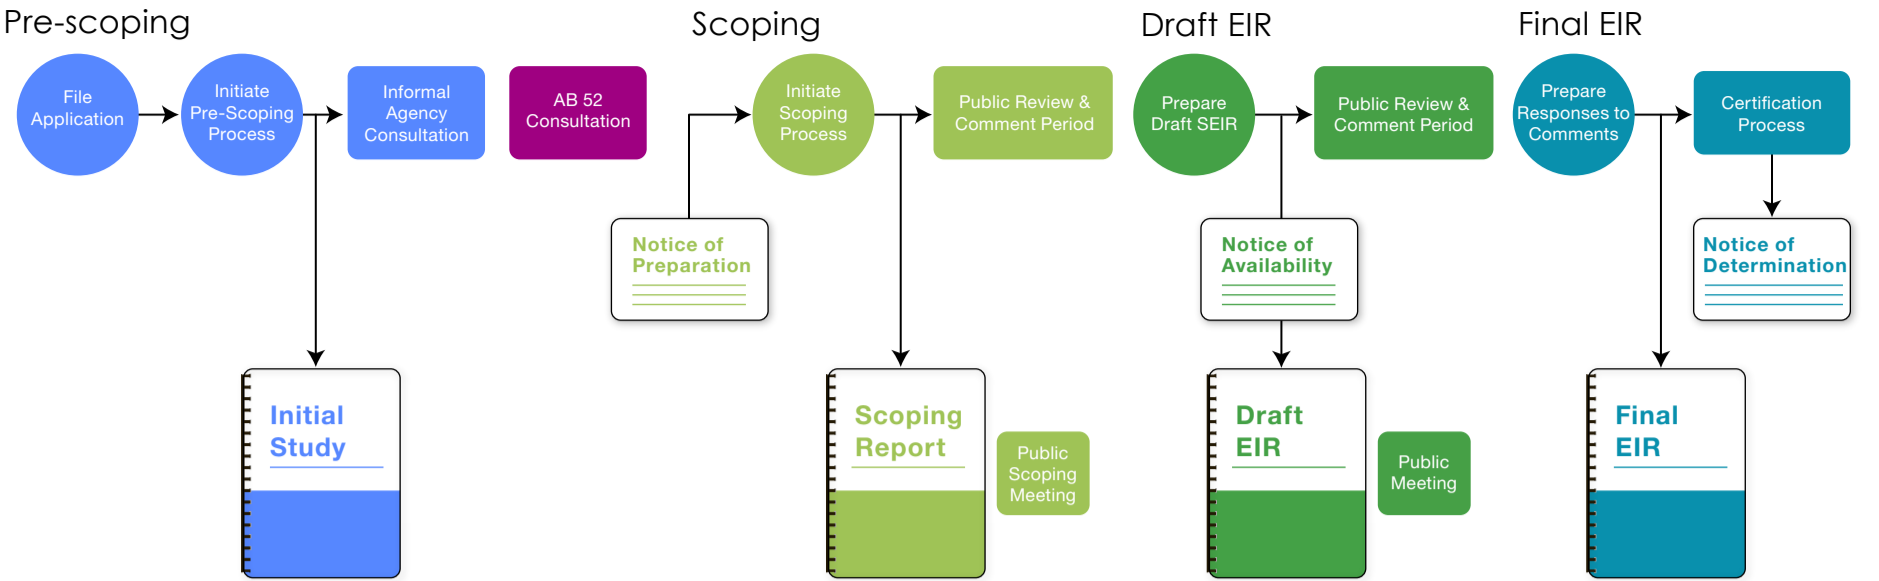 Pre-scoping
File
Application
Initiate
Pre-Scoping
Process
Informal
Agency
Consultation
AB 52
Consultation
Initial
Study
Scoping
Notice of
Preparation
Initiate
Scoping
Process
Public Review &
Comment Period
Scoping
Report
Public
Scoping
Meeting
Draft EIR
Prepare
Draft SEIR
Public Review &
Comment Period
Notice of
Availability
Draft
EIR
Public
Meeting
Final EIR
Prepare
Responses to
Comments
Certification
Process
Notice of
Determination
Final
EIR